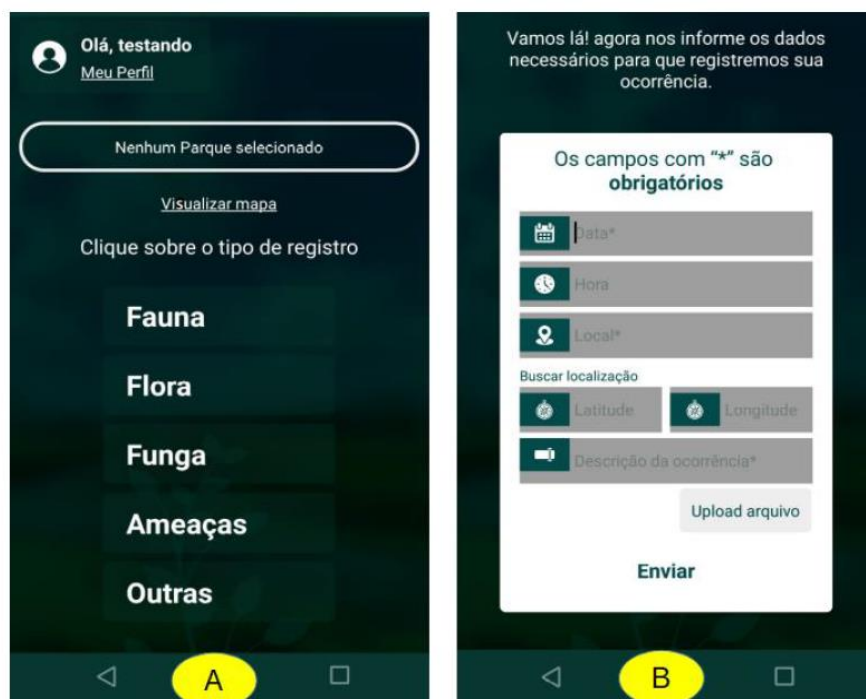 Olá, testando
Meu Perfil
Nenhum Parque selecionado
Visualizar mapa
Clique sobre o tipo de registro
Fauna
Flora
Funga
Ameaças
Outras
A
Vamos lá! agora nos informe os dados
necessários para que registremos sua
ocorrência.
Os campos com "*" são
obrigatórios
Data*
Hora
Local*
Buscar localização
Latitude
Longitude
Descrição da ocorrência*
Upload arquivo
Enviar
B